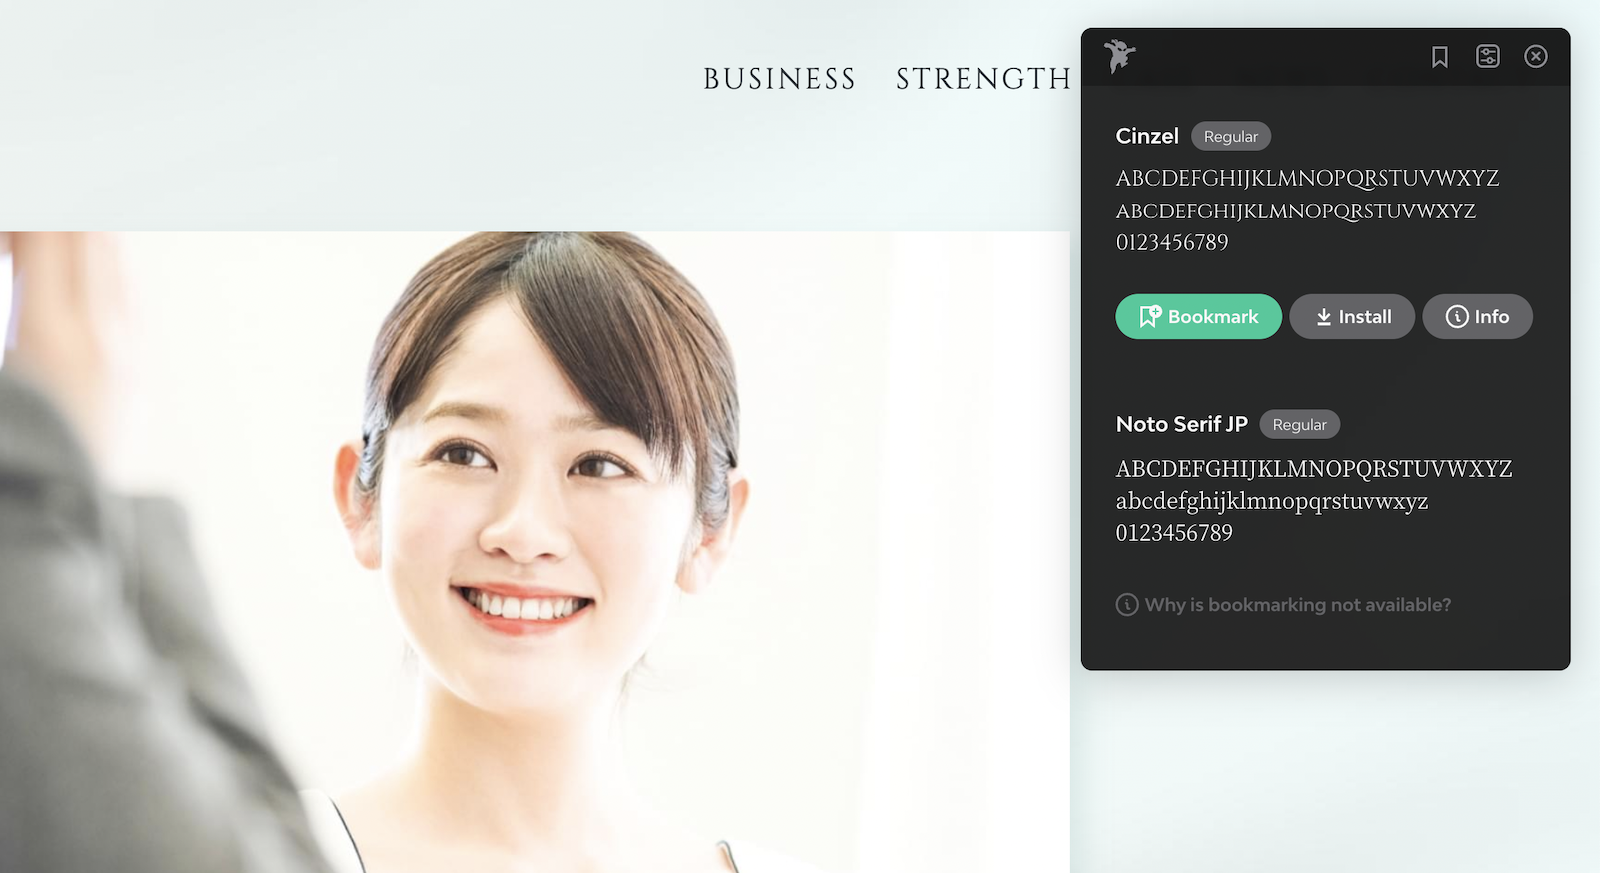 BUSINESS STRENGTH
Cinzel Regular
ABCDEFGHIJKLMNOPQRSTUVWXYZ
ABCDEFGHIJKLMNOPQRSTUVWXYZ
0123456789
Bookmark Install Info
Noto Serif JP Regular
ABCDEFGHIJKLMNOPQRSTUVWXYZ
abcdefghijklmnopqrstuvwxyz
0123456789
Why is bookmarking not available?